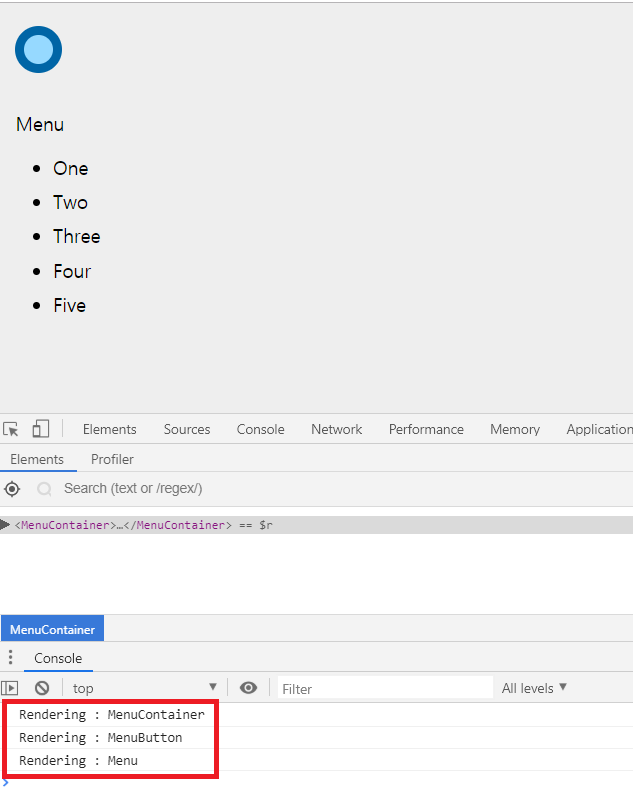 Menu
One
Two
Three
Four
Five
Elements Sources Console Network Performance Memory Application
Elements Profiler
Search (text or /regex/)
<MenuContainer>…</MenuContainer> == $r
MenuContainer
Console
top Filter All levels
Rendering : MenuContainer
Rendering : MenuButton
Rendering : Menu